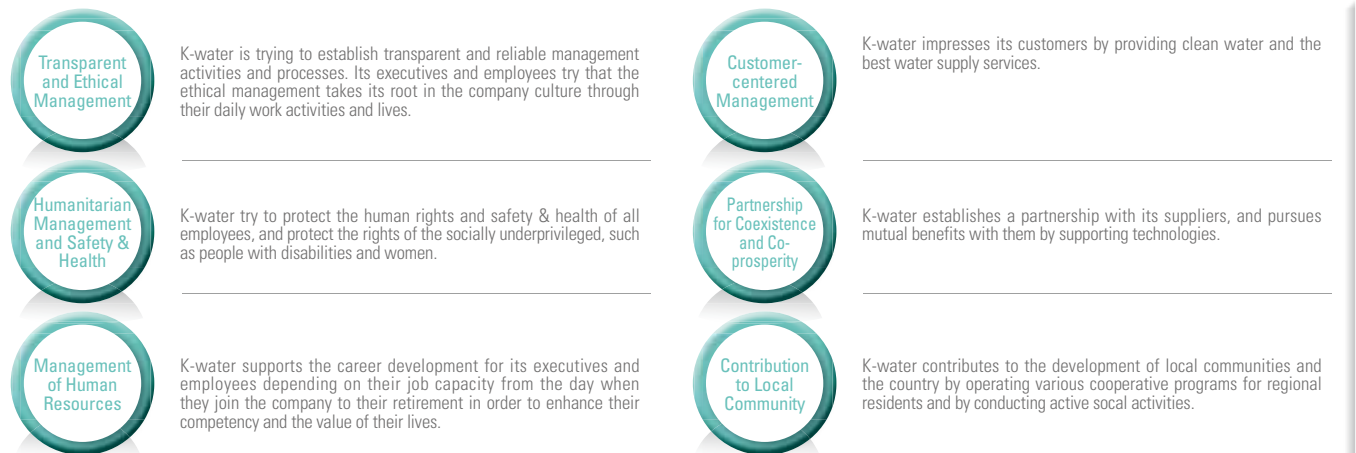 Transparent
and Ethical
Management
K-water is trying to establish transparent and reliable management
activities and processes. Its executives and employees try that the
ethical management takes its root in the company culture through
their daily work activities and lives.
Humanitarian
Management
and Safety &
Health
K-water try to protect the human rights and safety & health of all
employees, and protect the rights of the socially underprivileged, such
as people with disabilities and women.
Management
of Human
Resources
K-water supports the career development for its executives and
employees depending on their job capacity from the day when
they join the company to their retirement in order to enhance their
competency and the value of their lives.
Customer-
centered
Management
K-water impresses its customers by providing clean water and the
best water supply services.
Partnership
for Coexistence
and Co-
prosperity
K-water establishes a partnership with its suppliers, and pursues
mutual benefits with them by supporting technologies.
Contribution
to Local
Community
K-water contributes to the development of local communities and
the country by operating various cooperative programs for regional
residents and by conducting active socal activities.